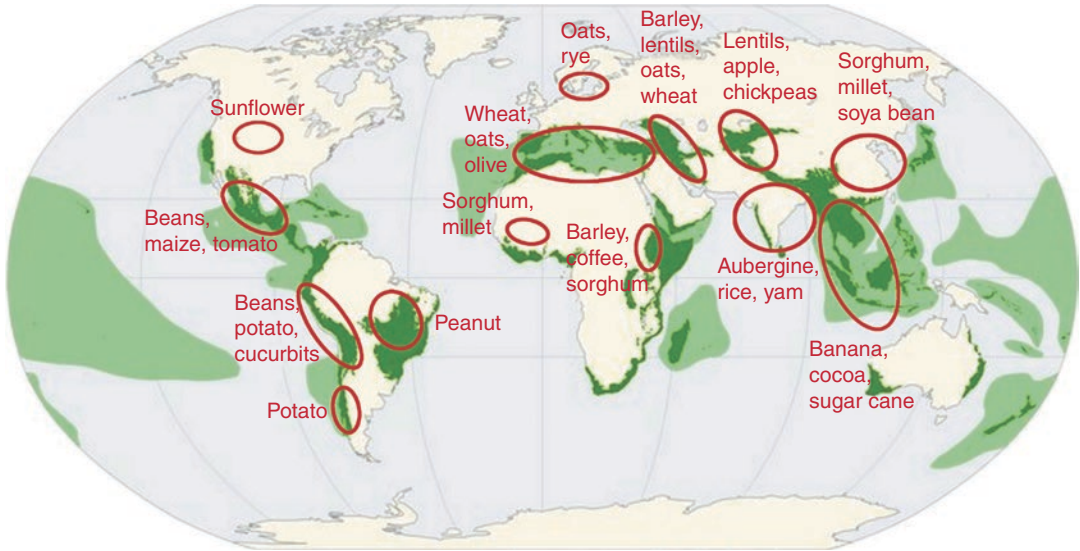 Sunflower
Beans,
maize, tomato
Beans,
potato,
cucurbits
Peanut
Potato
Oats,
rye
Wheat,
oats,
olive
Sorghum,
millet
Barley,
coffee,
sorghum
Barley,
lentils,
oats,
wheat
Lentils,
apple,
chickpeas
Sorghum,
millet,
soya bean
Aubergine,
rice, yam
Banana,
cocoa,
sugar cane